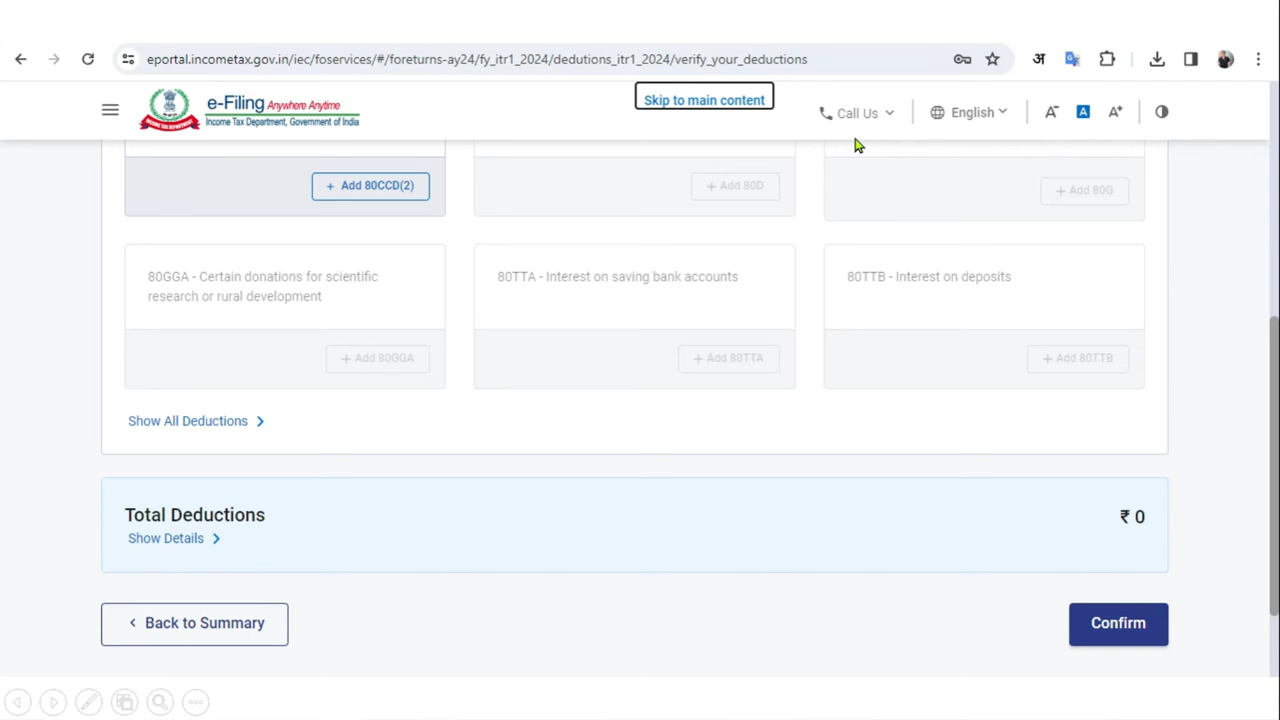 eportal.incometax.gov.in/iec/foservices/#/foreturns-ay24/fy_itr1_2024/dedutions_itr1_2024/verify_your_deductions
अ
e-Filing Anywhere Anytime
Income Tax Department, Government of India
Skip to main content
Call Us
English
A-
A
A+
+ Add 80CCD(2)
+ Add 80D
+ Add 80G
80GGA - Certain donations for scientific
research or rural development
80TTA - Interest on saving bank accounts
80TTB - Interest on deposits
+ Add 80GGA
+ Add 80TTA
+ Add 80TTB
Show All Deductions
Total Deductions
₹ 0
Show Details
Back to Summary
Confirm